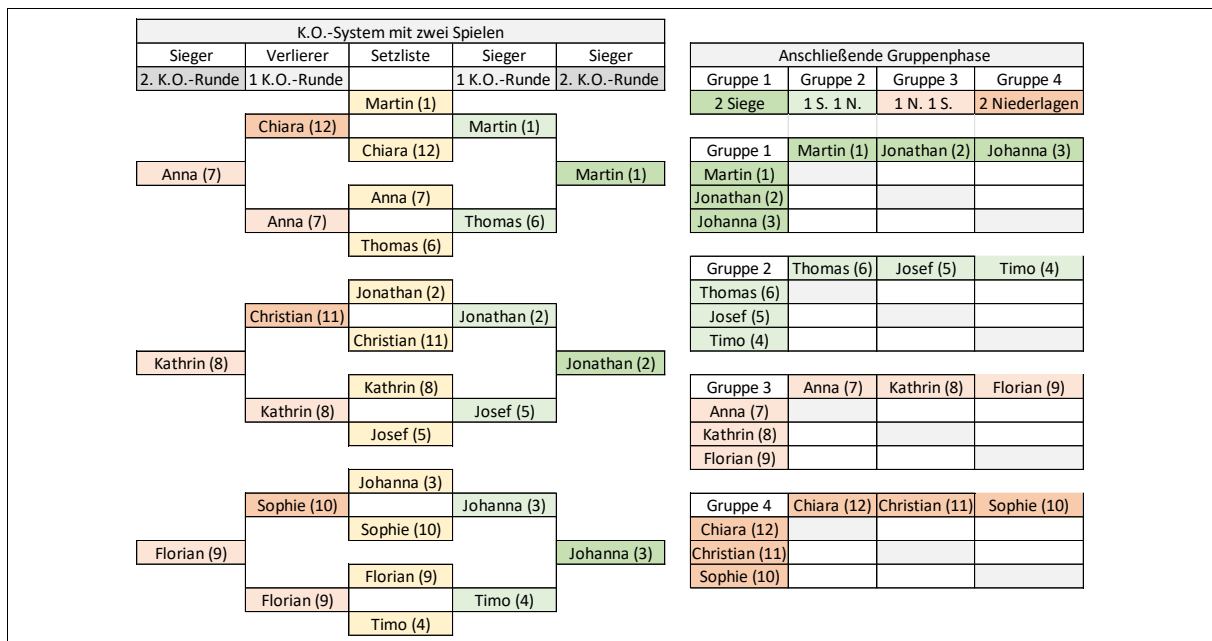 K.O.-System mit zwei Spielen
Sieger Verlierer Setzliste Sieger Sieger
2. K.O.-Runde 1 K.O.-Runde 1 K.O.-Runde 2. K.O.-Runde
Martin (1)
Chiara (12) Martin (1)
Chiara (12)
Anna (7) Martin (1)
Anna (7)
Anna (7) Thomas (6)
Thomas (6)
Jonathan (2)
Christian (11) Jonathan (2)
Christian (11)
Kathrin (8) Jonathan (2)
Kathrin (8)
Kathrin (8) Josef (5)
Josef (5)
Johanna (3)
Sophie (10) Johanna (3)
Sophie (10)
Florian (9) Johanna (3)
Florian (9)
Florian (9) Timo (4)
Timo (4)
Anschließende Gruppenphase
Gruppe 1 Gruppe 2 Gruppe 3 Gruppe 4
2 Siege 1 S. 1 N. 1 N. 1 S. 2 Niederlagen
Gruppe 1 Martin (1) Jonathan (2) Johanna (3)
Martin (1)
Jonathan (2)
Johanna (3)
Gruppe 2 Thomas (6) Josef (5) Timo (4)
Thomas (6)
Josef (5)
Timo (4)
Gruppe 3 Anna (7) Kathrin (8) Florian (9)
Anna (7)
Kathrin (8)
Florian (9)
Gruppe 4 Chiara (12) Christian (11) Sophie (10)
Chiara (12)
Christian (11)
Sophie (10)